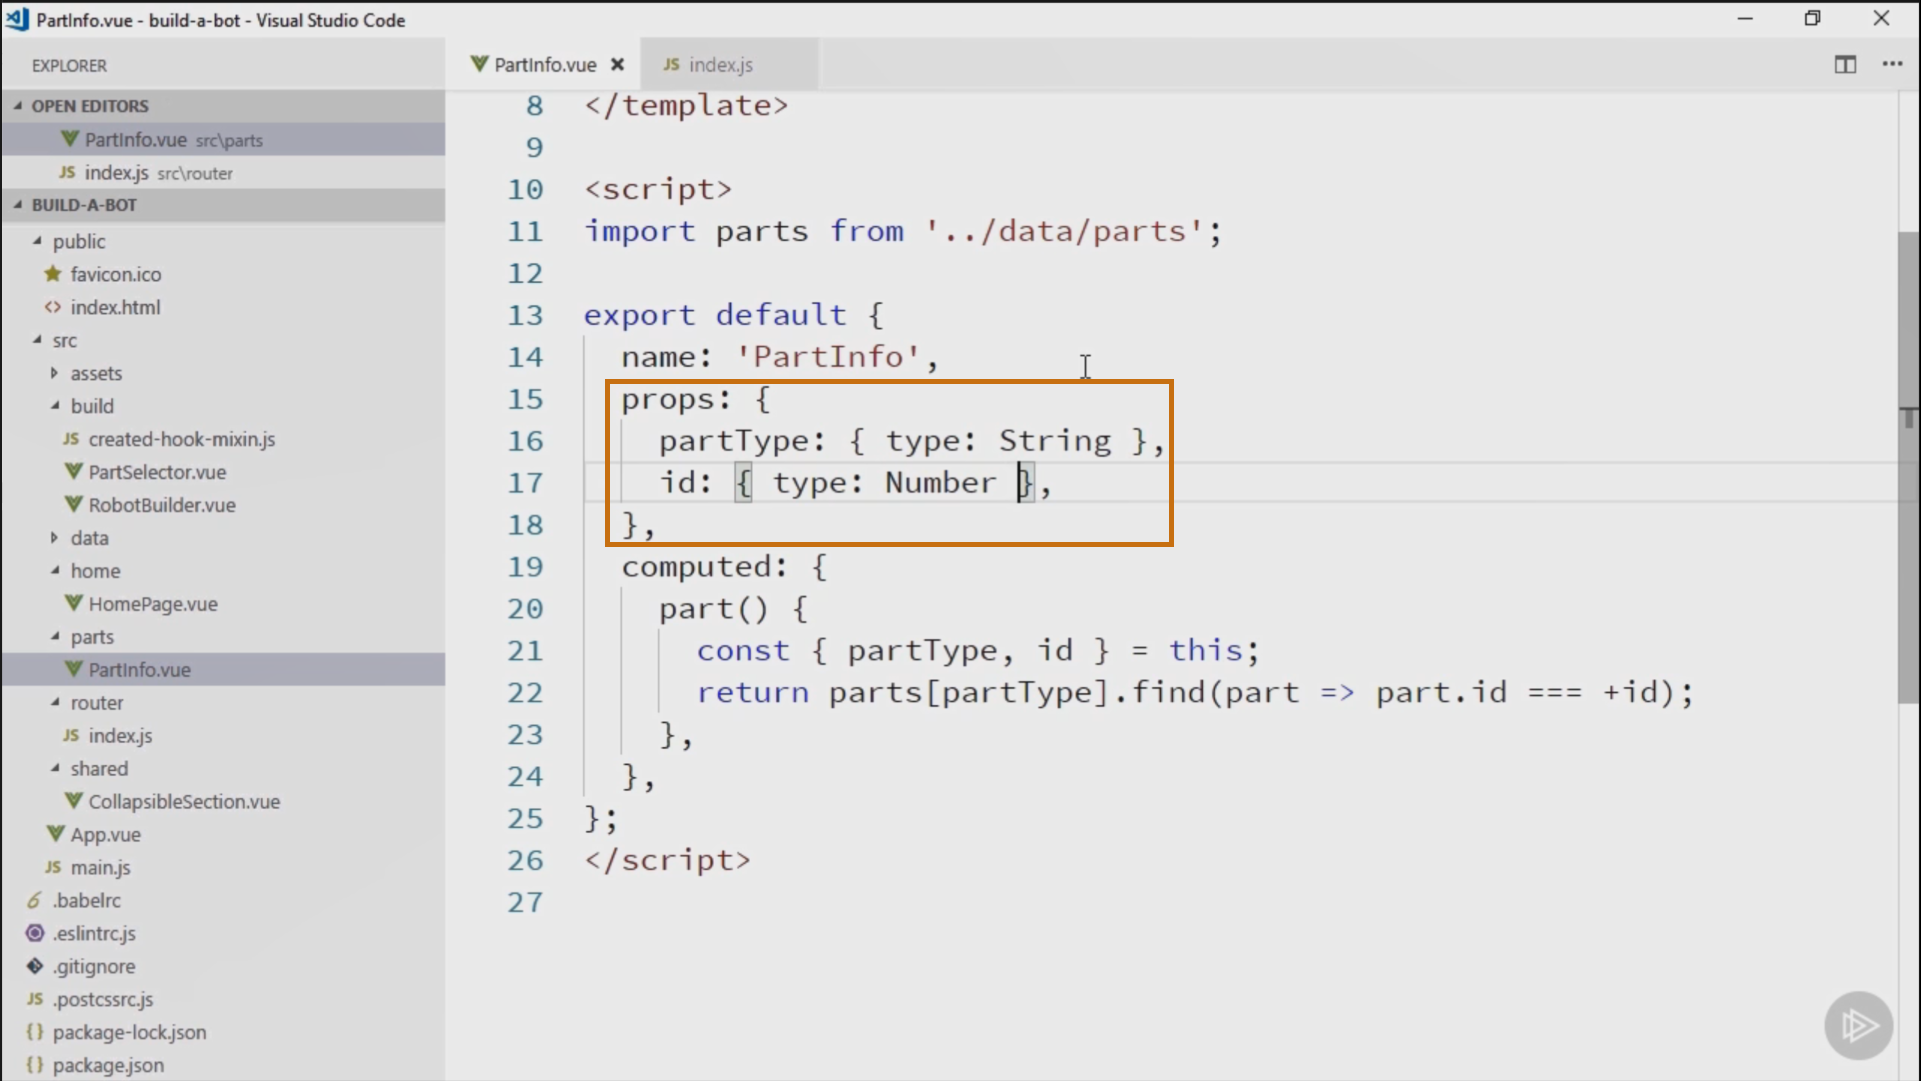 PartInfo.vue - build-a-bot - Visual Studio Code
EXPLORER
OPEN EDITORS
PartInfo.vue src\parts
JS index.js src\router
BUILD-A-BOT
public
favicon.ico
<> index.html
src
assets
build
JS created-hook-mixin.js
PartSelector.vue
RobotBuilder.vue
data
home
HomePage.vue
parts
PartInfo.vue
router
JS index.js
shared
CollapsibleSection.vue
App.vue
JS main.js
6 .babelrc
.eslintrc.js
.gitignore
JS .postcssrc.js
{} package-lock.json
{} package.json
PartInfo.vue × JS index.js
8 </template>
9
10 <script>
11 import parts from '../data/parts';
12
13 export default {
14 name: 'PartInfo',
15 props: {
16 partType: { type: String },
17 id: { type: Number },
18 },
19 computed: {
20 part() {
21 const { partType, id } = this;
22 return parts[partType].find(part => part.id === +id);
23 },
24 },
25 };
26 </script>
27